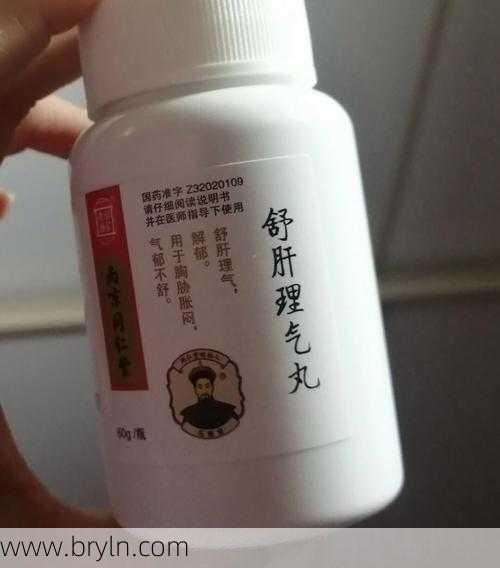 国药准字 Z32020109
请仔细阅读说明书
并在医师指导下使用
舒肝理气丸
舒肝理气，
解郁。
用于胸胁胀闷，
气郁不舒。
南京同仁堂
60g/瓶
www.bryln.com